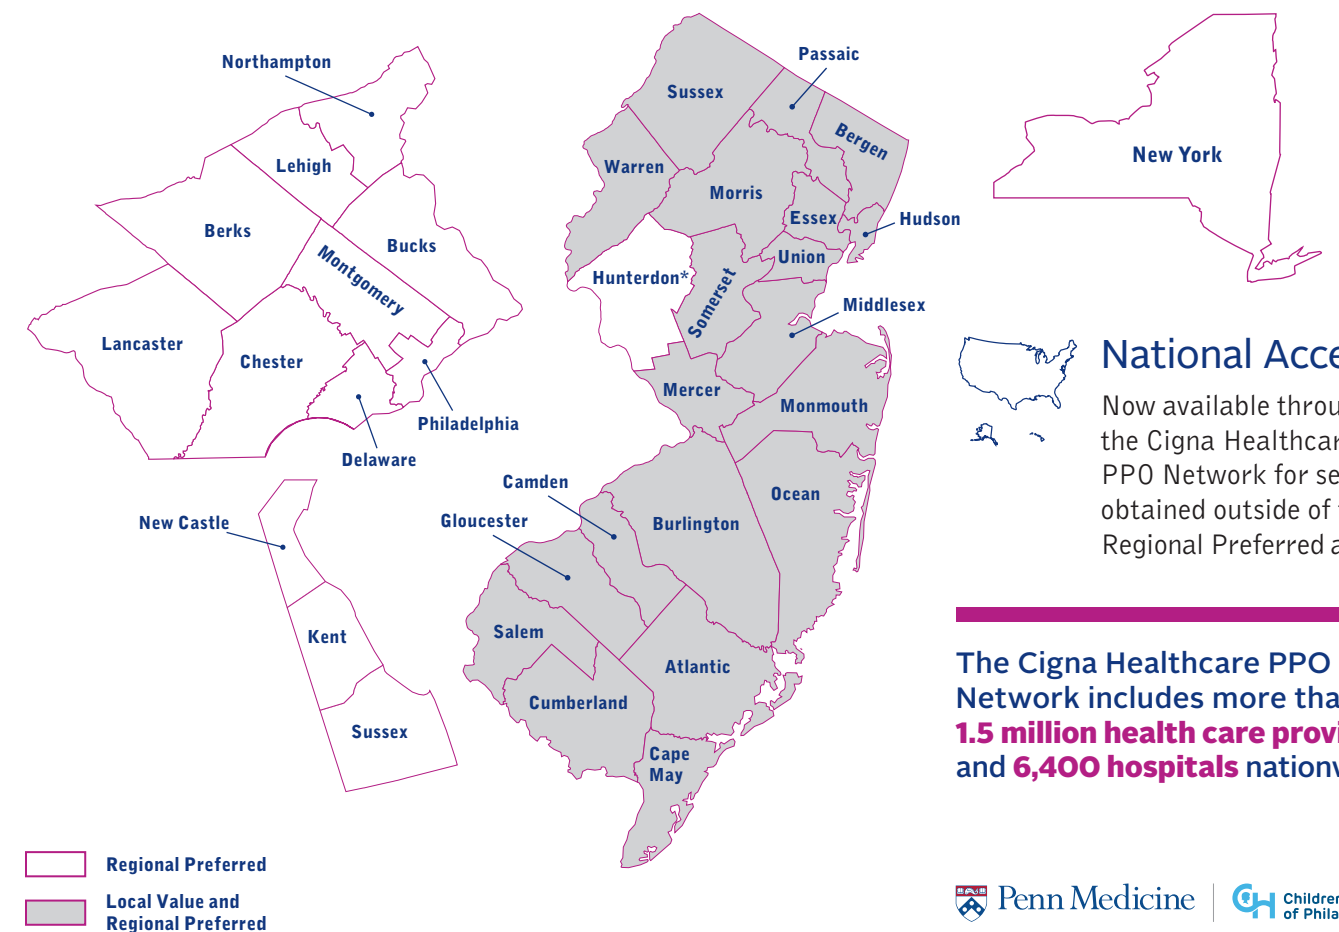 Northampton
Lehigh
Berks
Bucks
Montgomery
Lancaster
Chester
Philadelphia
Delaware
New Castle
Kent
Sussex
Passaic
Sussex
Bergen
Warren
Morris
Essex
Hudson
Union
Hunterdon*
Somerset
Middlesex
Mercer
Monmouth
Camden
Ocean
Gloucester
Burlington
Salem
Atlantic
Cumberland
Cape
May
New York
National Acce
Now available throu
the Cigna Healthcar
PPO Network for se
obtained outside of
Regional Preferred a
The Cigna Healthcare PPO
Network includes more tha
1.5 million health care provi
and 6,400 hospitals nationw
Regional Preferred
Local Value and
Regional Preferred
Penn Medicine
CH Children
of Phila